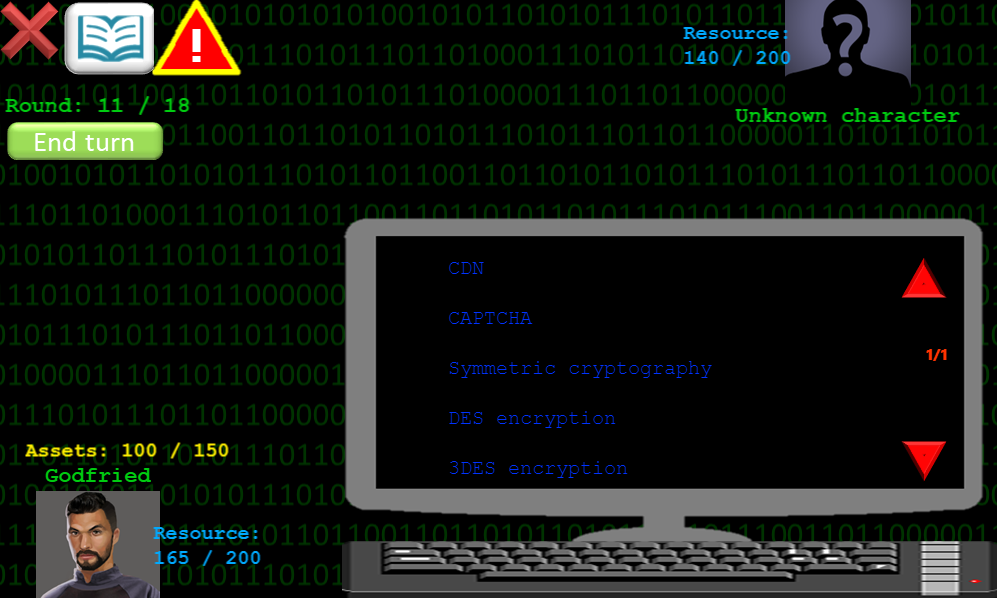 Resource:
140 / 200
Unknown character
Round: 11 / 18
End turn
CDN
CAPTCHA
1/1
Symmetric cryptography
DES encryption
3DES encryption
Assets: 100 / 150
Godfried
Resource:
165 / 200